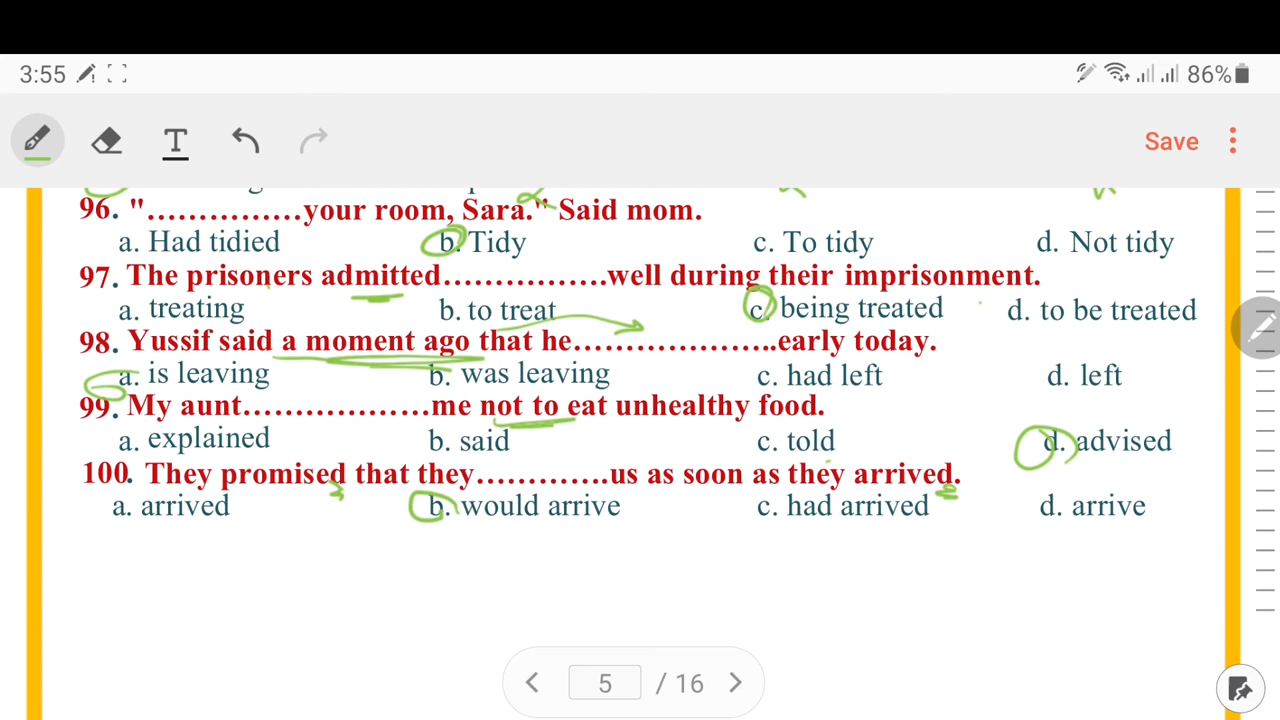 3:55
86%
T
Save
96. "...............your room, Sara." Said mom.
a. Had tidied b. Tidy c. To tidy d. Not tidy
97. The prisoners admitted................well during their imprisonment.
a. treating b. to treat c. being treated d. to be treated
98. Yussif said a moment ago that he....................early today.
a. is leaving b. was leaving c. had left d. left
99. My aunt...................me not to eat unhealthy food.
a. explained b. said c. told d. advised
100. They promised that they.............us as soon as they arrived.
a. arrived b. would arrive c. had arrived d. arrive
5 / 16